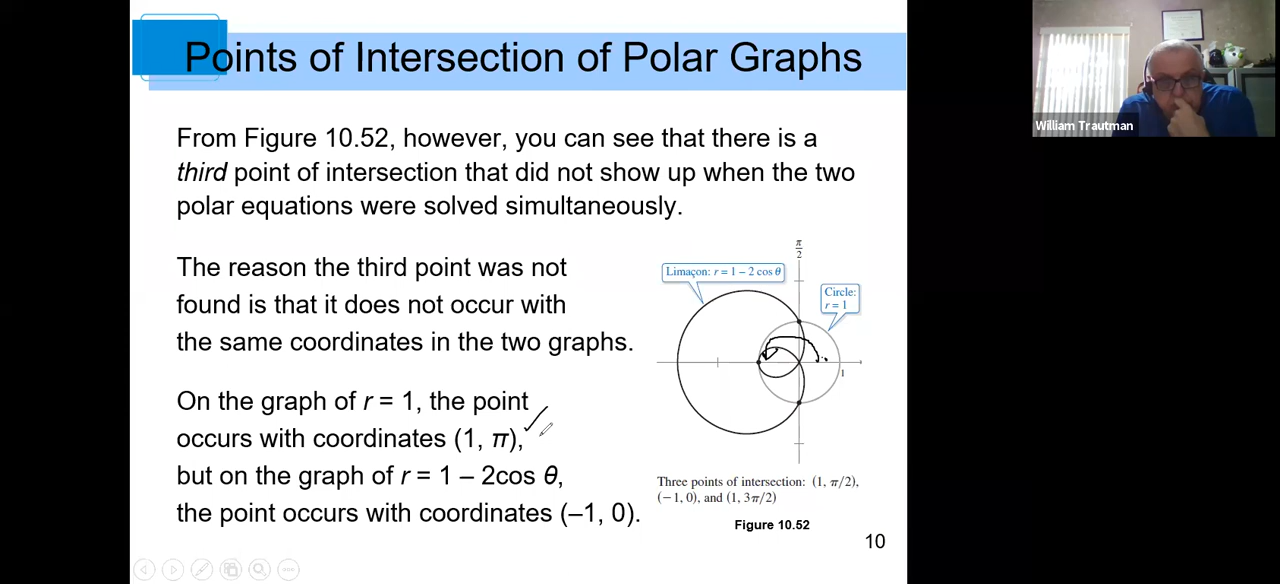 Points of Intersection of Polar Graphs
William Trautman
From Figure 10.52, however, you can see that there is a
third point of intersection that did not show up when the two
polar equations were solved simultaneously.
The reason the third point was not
found is that it does not occur with
the same coordinates in the two graphs.
On the graph of r = 1, the point
occurs with coordinates (1, π),
but on the graph of r = 1 – 2cos θ,
the point occurs with coordinates (–1, 0).
π
2
Limaçon: r = 1 − 2 cos θ
Circle:
r = 1
1
Three points of intersection: (1, π/2),
(−1, 0), and (1, 3π/2)
Figure 10.52
10